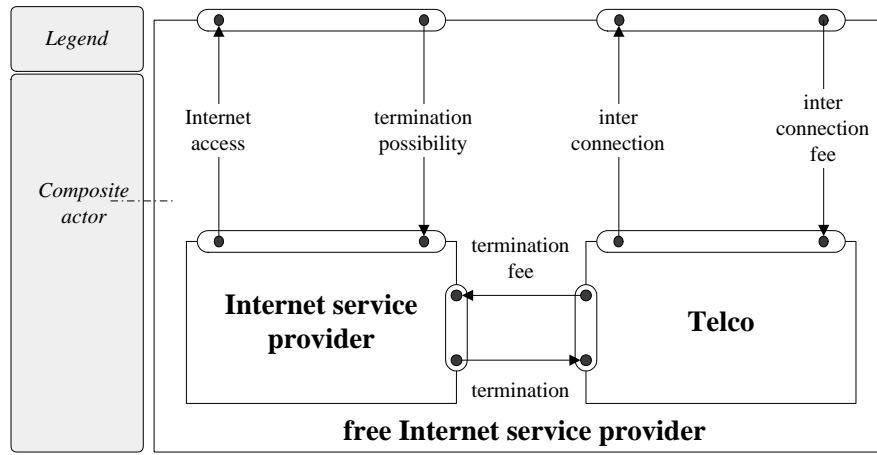 Legend
Composite
actor
Internet
access
termination
possibility
inter
connection
inter
connection
fee
termination
fee
Internet service
provider
Telco
termination
free Internet service provider